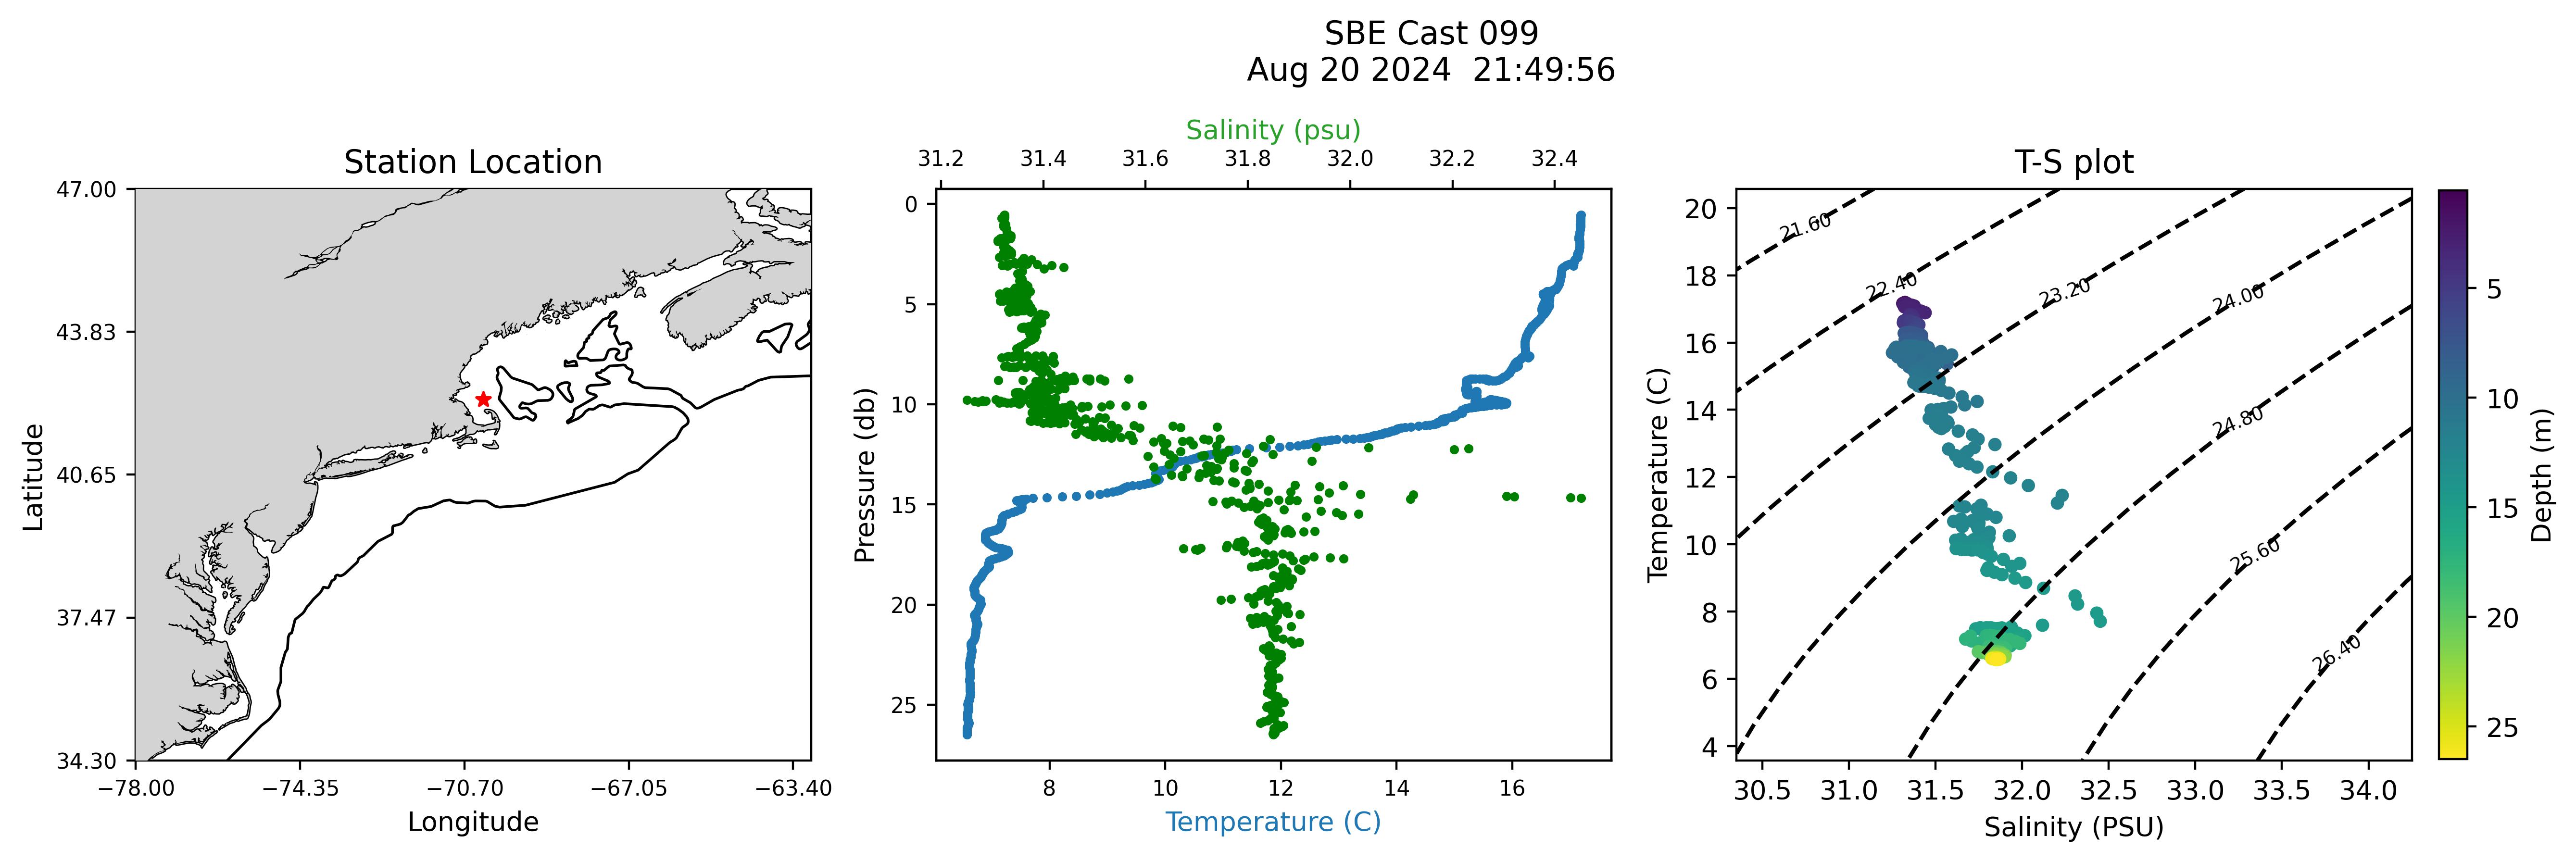 SBE Cast 099
Aug 20 2024  21:49:56
Station Location
47.00
43.83
40.65
37.47
34.30
Latitude
−78.00 −74.35 −70.70 −67.05 −63.40
Longitude
Salinity (psu)
31.2 31.4 31.6 31.8 32.0 32.2 32.4
0
5
10
15
20
25
Pressure (db)
8 10 12 14 16
Temperature (C)
T-S plot
20
18
16
14
12
10
8
6
4
Temperature (C)
21.60
22.40
23.20
24.00
24.80
25.60
26.40
30.5 31.0 31.5 32.0 32.5 33.0 33.5 34.0
Salinity (PSU)
5
10
15
20
25
Depth (m)